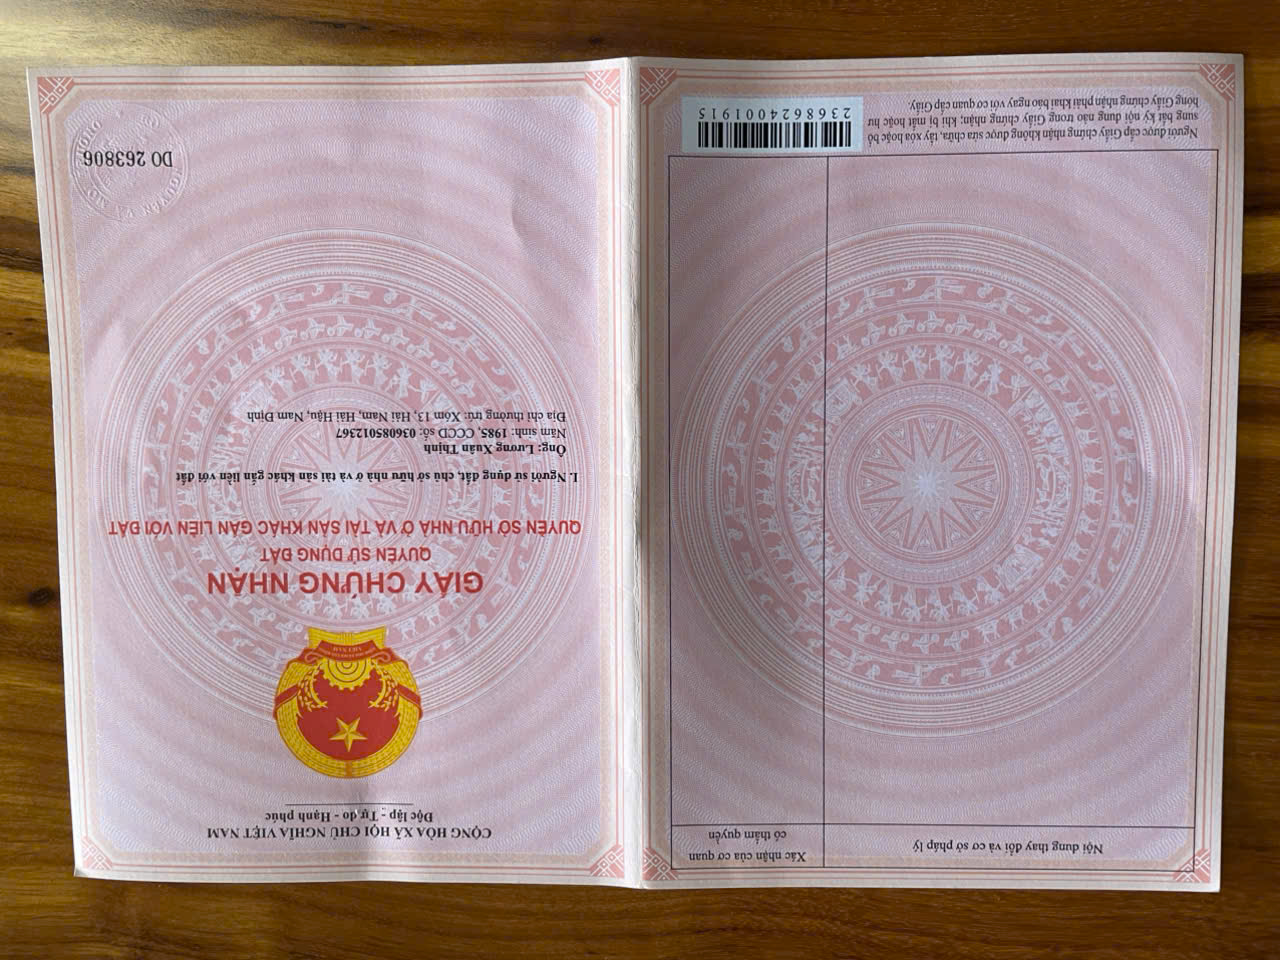 CỘNG HÒA XÃ HỘI CHỦ NGHĨA VIỆT NAM
Độc lập - Tự do - Hạnh phúc
VIỆT NAM
GIẤY CHỨNG NHẬN
QUYỀN SỬ DỤNG ĐẤT
QUYỀN SỞ HỮU NHÀ Ở VÀ TÀI SẢN KHÁC GẮN LIỀN VỚI ĐẤT
I. Người sử dụng đất, chủ sở hữu nhà ở và tài sản khác gắn liền với đất
Ông: Lương Xuân Thịnh
Năm sinh: 1985, CCCD số: 036085012367
Địa chỉ thường trú: Xóm 13, Hải Nam, Hải Hậu, Nam Định
DO 263806
Nội dung thay đổi và cơ sở pháp lý
Xác nhận của cơ quan
có thẩm quyền
Người được cấp Giấy chứng nhận không được sửa chữa, tẩy xóa hoặc bổ
sung bất kỳ nội dung nào trong Giấy chứng nhận; khi bị mất hoặc hư
hỏng Giấy chứng nhận phải khai báo ngay với cơ quan cấp Giấy.
23688624001915